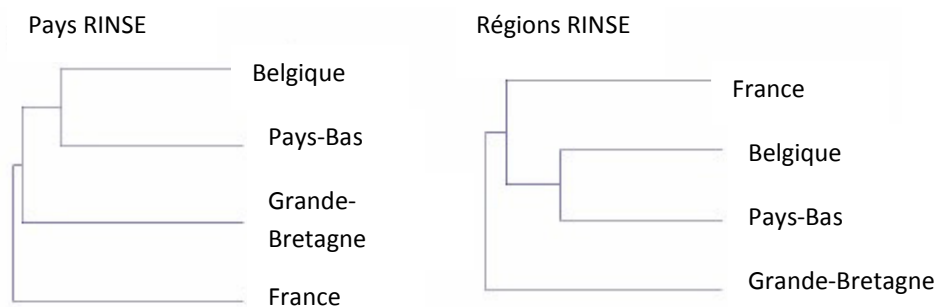 Pays RINSE
Belgique
Pays-Bas
Grande-
Bretagne
France
Régions RINSE
France
Belgique
Pays-Bas
Grande-Bretagne